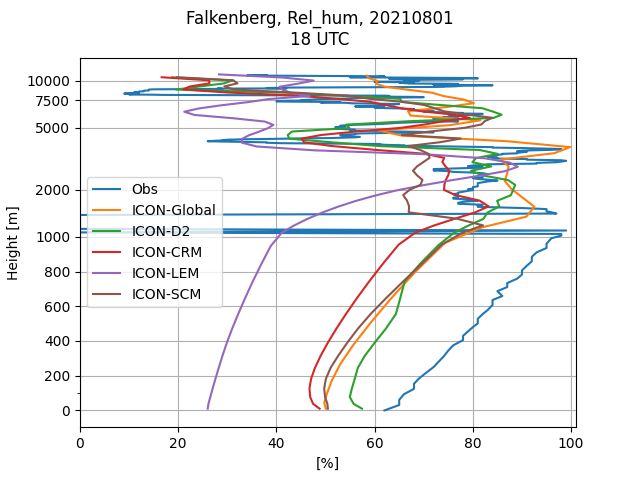 Falkenberg, Rel_hum, 20210801
18 UTC
Height [m]
10000
7500
5000
2000
1000
800
600
400
200
0
Obs
ICON-Global
ICON-D2
ICON-CRM
ICON-LEM
ICON-SCM
0 20 40 60 80 100
[%]